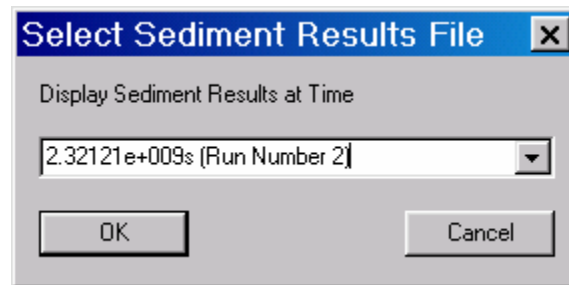 Select Sediment Results File
Display Sediment Results at Time
2.32121e+009s (Run Number 2)
OK Cancel